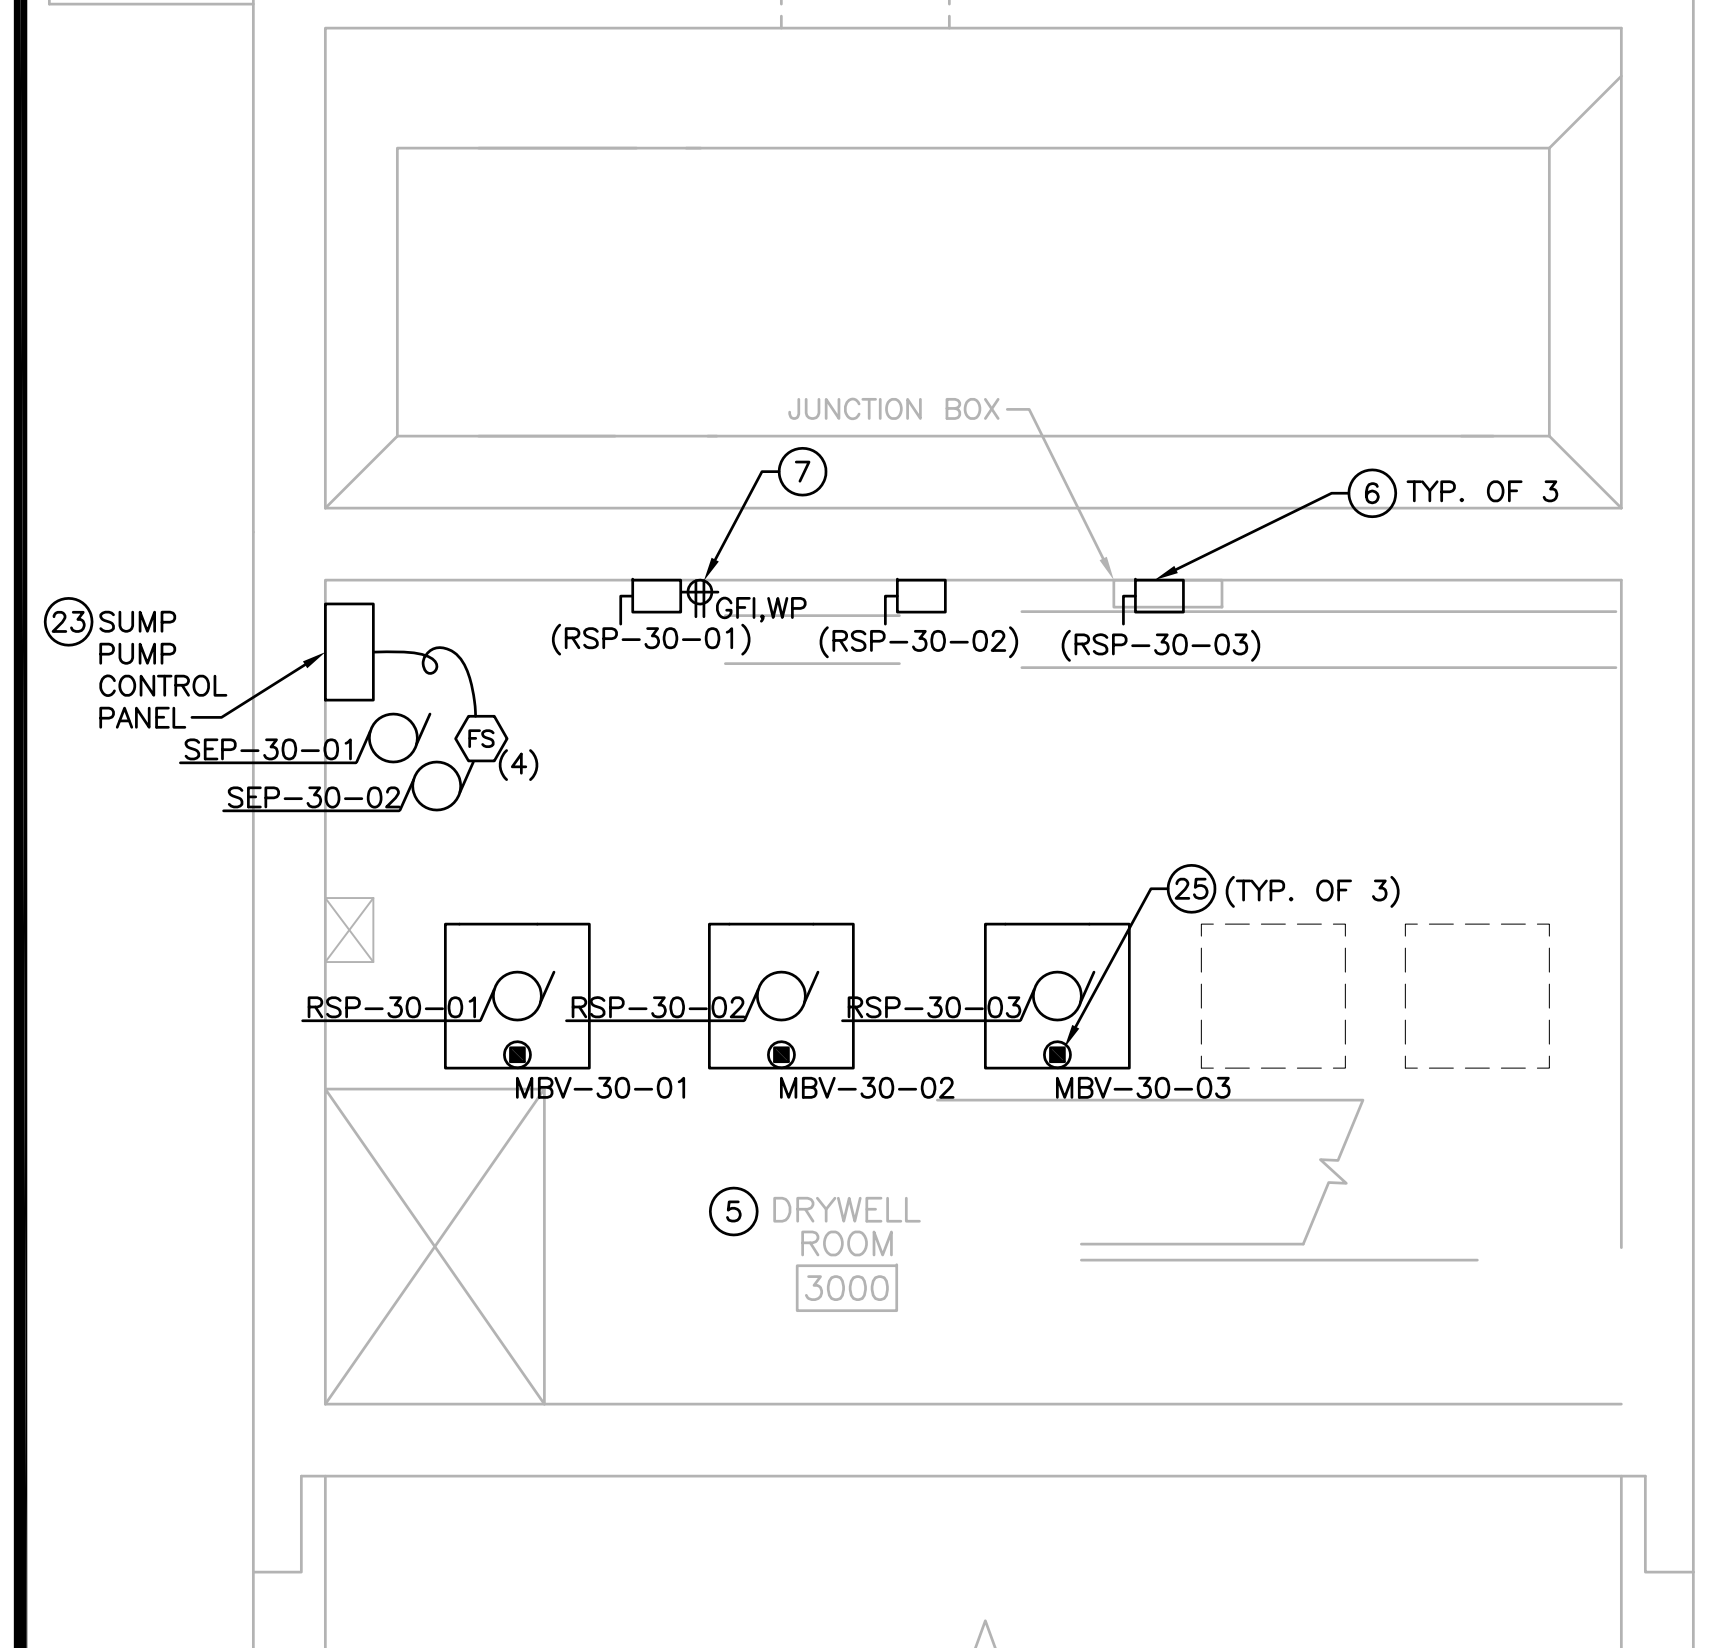 JUNCTION BOX
7
6 TYP. OF 3
GFI,WP
(RSP-30-01)
(RSP-30-02)
(RSP-30-03)
23 SUMP
PUMP
CONTROL
PANEL
SEP-30-01
FS
(4)
SEP-30-02
25 (TYP. OF 3)
RSP-30-01
RSP-30-02
RSP-30-03
MBV-30-01
MBV-30-02
MBV-30-03
5 DRYWELL
ROOM
3000